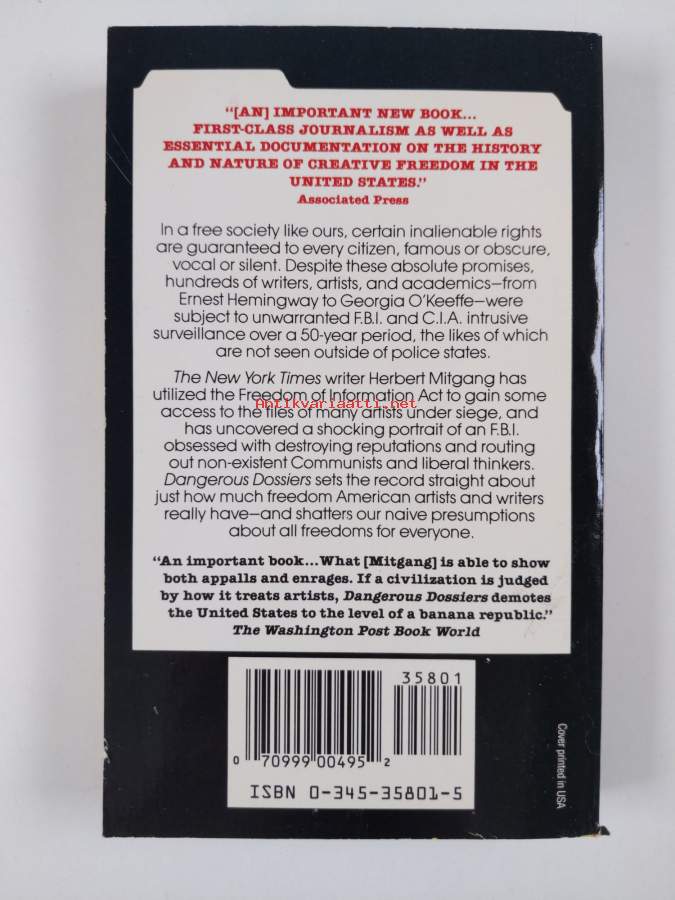 “[AN] IMPORTANT NEW BOOK...
FIRST-CLASS JOURNALISM AS WELL AS
ESSENTIAL DOCUMENTATION ON THE HISTORY
AND NATURE OF CREATIVE FREEDOM IN THE
UNITED STATES.”
Associated Press
In a free society like ours, certain inalienable rights
are guaranteed to every citizen, famous or obscure,
vocal or silent. Despite these absolute promises,
hundreds of writers, artists, and academics—from
Ernest Hemingway to Georgia O'Keeffe—were
subject to unwarranted F.B.I. and C.I.A. intrusive
surveillance over a 50-year period, the likes of which
are not seen outside of police states.
The New York Times writer Herbert Mitgang has
utilized the Freedom of Information Act to gain some
Antikvariaatti.net
access to the files of many artists under siege, and
has uncovered a shocking portrait of an F.B.I.
obsessed with destroying reputations and routing
out non-existent Communists and liberal thinkers.
Dangerous Dossiers sets the record straight about
just how much freedom American artists and writers
really have—and shatters our naive presumptions
about all freedoms for everyone.
“An important book...What [Mitgang] is able to show
both appalls and enrages. If a civilization is judged
by how it treats artists, Dangerous Dossiers demotes
the United States to the level of a banana republic.”
The Washington Post Book World
35801
0 70999 00495 2
ISBN 0-345-35801-5
Cover printed in USA